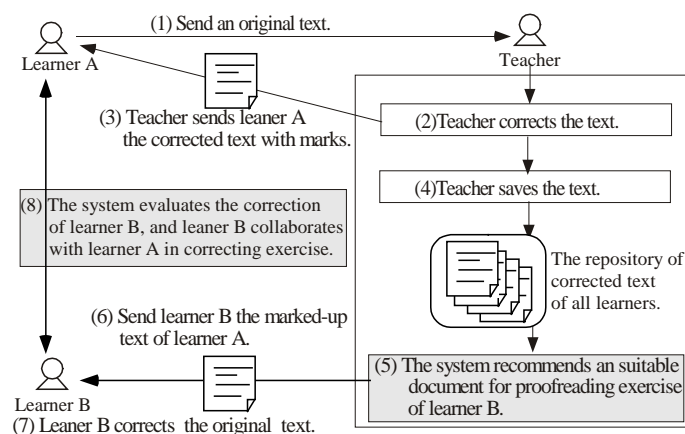 (1) Send an original text.
Learner A
Teacher
(3) Teacher sends leaner A
the corrected text with marks.
(2)Teacher corrects the text.
(4)Teacher saves the text.
(8) The system evaluates the correction
of learner B, and leaner B collaborates
with learner A in correcting exercise.
The repository of
corrected text
of all learners.
(6) Send learner B the marked-up
text of learner A.
(5) The system recommends an suitable
document for proofreading exercise
of learner B.
Learner B
(7) Leaner B corrects the original text.